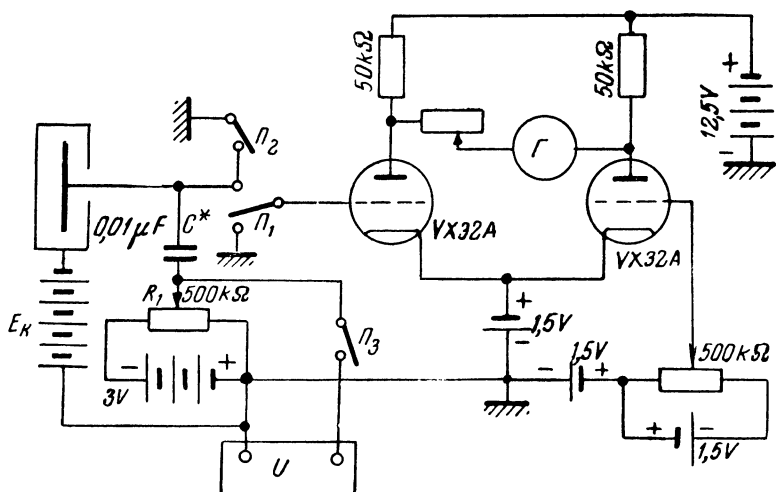 50kΩ
50kΩ
+
12,5V
-
П₂
Г
0,01μF
C*
П₁
VX32A
VX32A
Eк
R₁
500kΩ
П₃
+
1,5V
-
1,5V
-
+
500kΩ
-
+
3V
+
-
1,5V
U